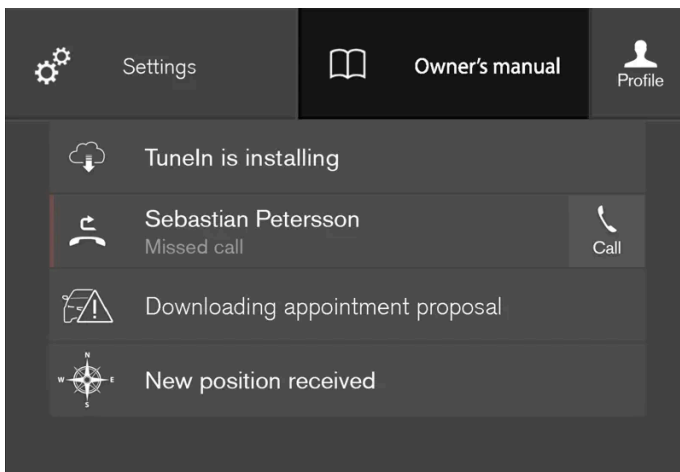 Settings
Owner's manual
Profile
TuneIn is installing
Sebastian Petersson
Missed call
Call
Downloading appointment proposal
N
W E
S
New position received